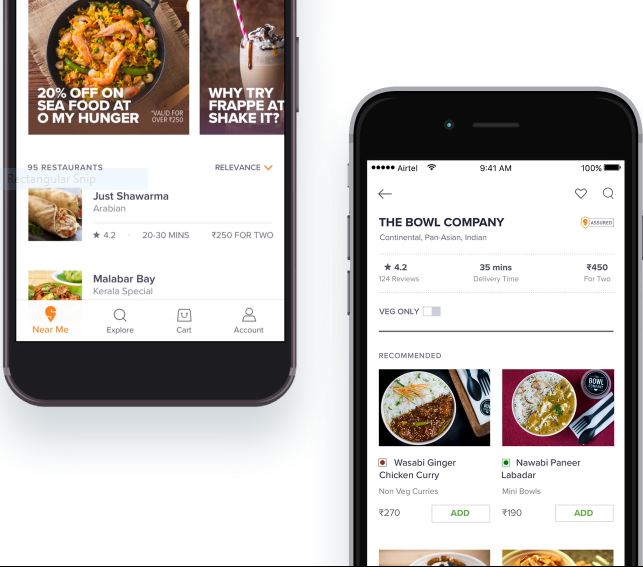 20% OFF ON
SEA FOOD AT
O MY HUNGER
*VALID FOR
OVER ₹250
WHY TRY
FRAPPE AT
SHAKE IT?
95 RESTAURANTS
RELEVANCE
Rectangular Snip
Just Shawarma
Arabian
★ 4.2 · 20-30 MINS ₹250 FOR TWO
Malabar Bay
Kerala Special
Near Me Explore Cart Account
Airtel 9:41 AM 100%
THE BOWL COMPANY
ASSURED
Continental, Pan-Asian, Indian
★ 4.2 35 mins ₹450
124 Reviews Delivery Time For Two
VEG ONLY
RECOMMENDED
BOWL
COMPANY
Wasabi Ginger
Chicken Curry
Non Veg Curries
₹270 ADD
Nawabi Paneer
Labadar
Mini Bowls
₹190 ADD